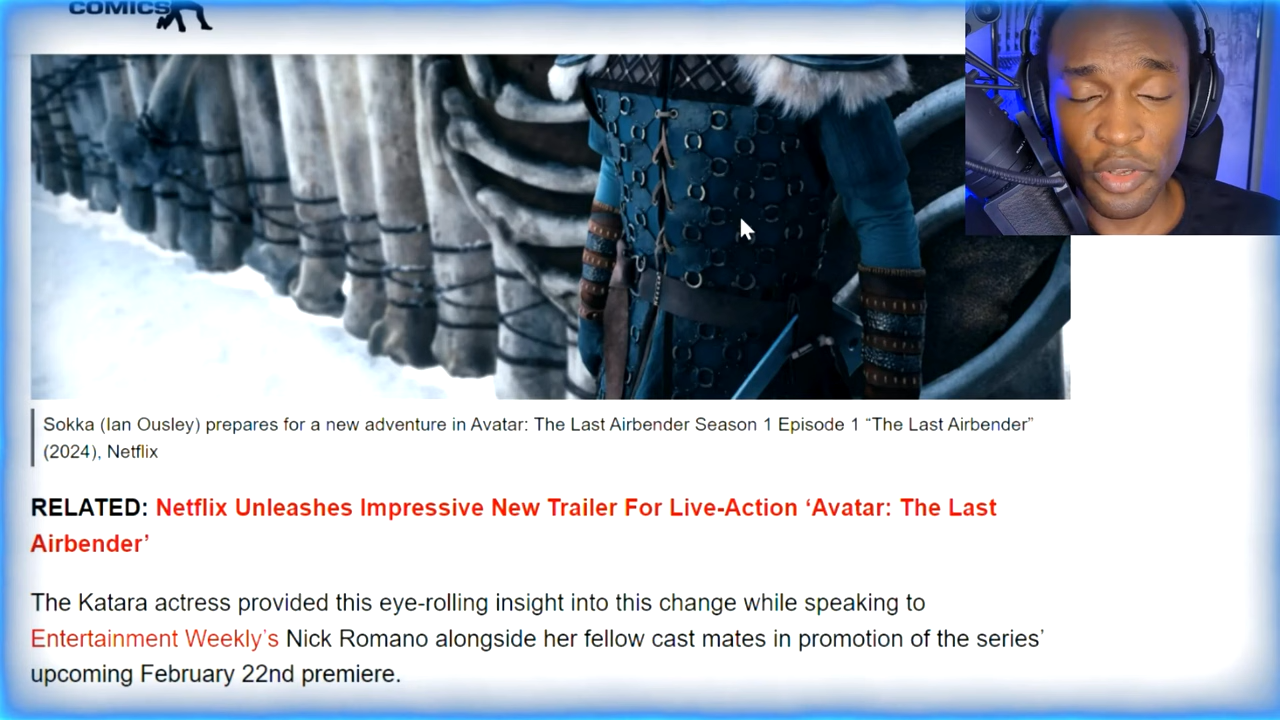 COMICS
Sokka (Ian Ousley) prepares for a new adventure in Avatar: The Last Airbender Season 1 Episode 1 “The Last Airbender”
(2024), Netflix
RELATED: Netflix Unleashes Impressive New Trailer For Live-Action ‘Avatar: The Last
Airbender’
The Katara actress provided this eye-rolling insight into this change while speaking to
Entertainment Weekly’s Nick Romano alongside her fellow cast mates in promotion of the series’
upcoming February 22nd premiere.